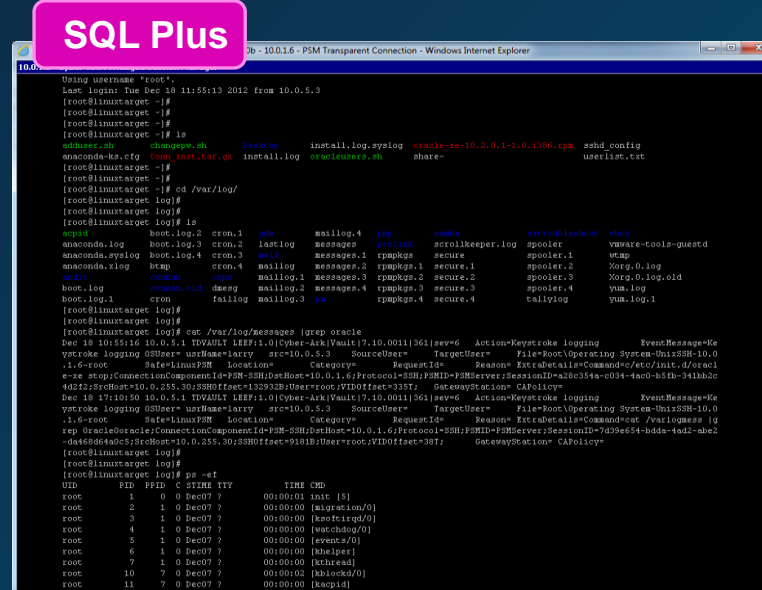 SQL Plus
0b - 10.0.1.6 - PSM Transparent Connection - Windows Internet Explorer
10.0.
Using username "root".
Last login: Tue Dec 18 11:55:13 2012 from 10.0.5.3
[root@linuxtarget ~]#
[root@linuxtarget ~]#
[root@linuxtarget ~]#
[root@linuxtarget ~]# ls
adduser.sh changepw.sh Desktop install.log.syslog oracle-xe-10.2.0.1-1.0.i386.rpm sshd_config
anaconda-ks.cfg Conn_inst.tar.gz install.log oracleusers.sh share- userlist.txt
[root@linuxtarget ~]#
[root@linuxtarget ~]#
[root@linuxtarget ~]# cd /var/log/
[root@linuxtarget log]#
[root@linuxtarget log]#
[root@linuxtarget log]# ls
acpid boot.log.2 cron.1 gdm maillog.4 ppp samba setroubleshoot vbox
anaconda.log boot.log.3 cron.2 lastlog messages prelink scrollkeeper.log spooler vmware-tools-guestd
anaconda.syslog boot.log.4 cron.3 mail messages.1 rpmpkgs secure spooler.1 wtmp
anaconda.xlog btmp cron.4 maillog messages.2 rpmpkgs.1 secure.1 spooler.2 Xorg.0.log
audit conman cups maillog.1 messages.3 rpmpkgs.2 secure.2 spooler.3 Xorg.0.log.old
boot.log conman.old dmesg maillog.2 messages.4 rpmpkgs.3 secure.3 spooler.4 yum.log
boot.log.1 cron faillog maillog.3 pm rpmpkgs.4 secure.4 tallylog yum.log.1
[root@linuxtarget log]#
[root@linuxtarget log]#
[root@linuxtarget log]# cat /var/log/messages |grep oracle
Dec 18 10:55:16 10.0.5.1 TDVAULT LEEF:1.0|Cyber-Ark|Vault|7.10.0011|361|sev=6 Action=Keystroke logging EventMessage=Ke
ystroke logging OSUser= usrName=larry src=10.0.5.3 SourceUser= TargetUser= File=Root\Operating System-UnixSSH-10.0
.1.6-root Safe=LinuxPSM Location= Category= RequestId= Reason= ExtraDetails=Command=c/etc/init.d/oracl
e-xe stop;ConnectionComponentId=PSM-SSH;DstHost=10.0.1.6;Protocol=SSH;PSMID=PSMServer;SessionID=a28c354a-c034-4ac0-b5fb-341bb2c
4d2f2;SrcHost=10.0.255.30;SSHOffset=132932B;User=root;VIDOffset=335T; GatewayStation= CAPolicy=
Dec 18 17:10:50 10.0.5.1 TDVAULT LEEF:1.0|Cyber-Ark|Vault|7.10.0011|361|sev=6 Action=Keystroke logging EventMessage=Ke
ystroke logging OSUser= usrName=larry src=10.0.5.3 SourceUser= TargetUser= File=Root\Operating System-UnixSSH-10.0
.1.6-root Safe=LinuxPSM Location= Category= RequestId= Reason= ExtraDetails=Command=cat /varlogmess |g
rep Oracle0oracle;ConnectionComponentId=PSM-SSH;DstHost=10.0.1.6;Protocol=SSH;PSMID=PSMServer;SessionID=7d39e654-bdda-4ad2-abe2
-da468d64a0c5;SrcHost=10.0.255.30;SSHOffset=9181B;User=root;VIDOffset=38T; GatewayStation= CAPolicy=
[root@linuxtarget log]#
[root@linuxtarget log]#
[root@linuxtarget log]# ps -ef
UID PID PPID C STIME TTY TIME CMD
root 1 0 0 Dec07 ? 00:00:01 init [5]
root 2 1 0 Dec07 ? 00:00:00 [migration/0]
root 3 1 0 Dec07 ? 00:00:00 [ksoftirqd/0]
root 4 1 0 Dec07 ? 00:00:00 [watchdog/0]
root 5 1 0 Dec07 ? 00:00:00 [events/0]
root 6 1 0 Dec07 ? 00:00:00 [khelper]
root 7 1 0 Dec07 ? 00:00:00 [kthread]
root 10 7 0 Dec07 ? 00:00:02 [kblockd/0]
root 11 7 0 Dec07 ? 00:00:00 [kacpid]